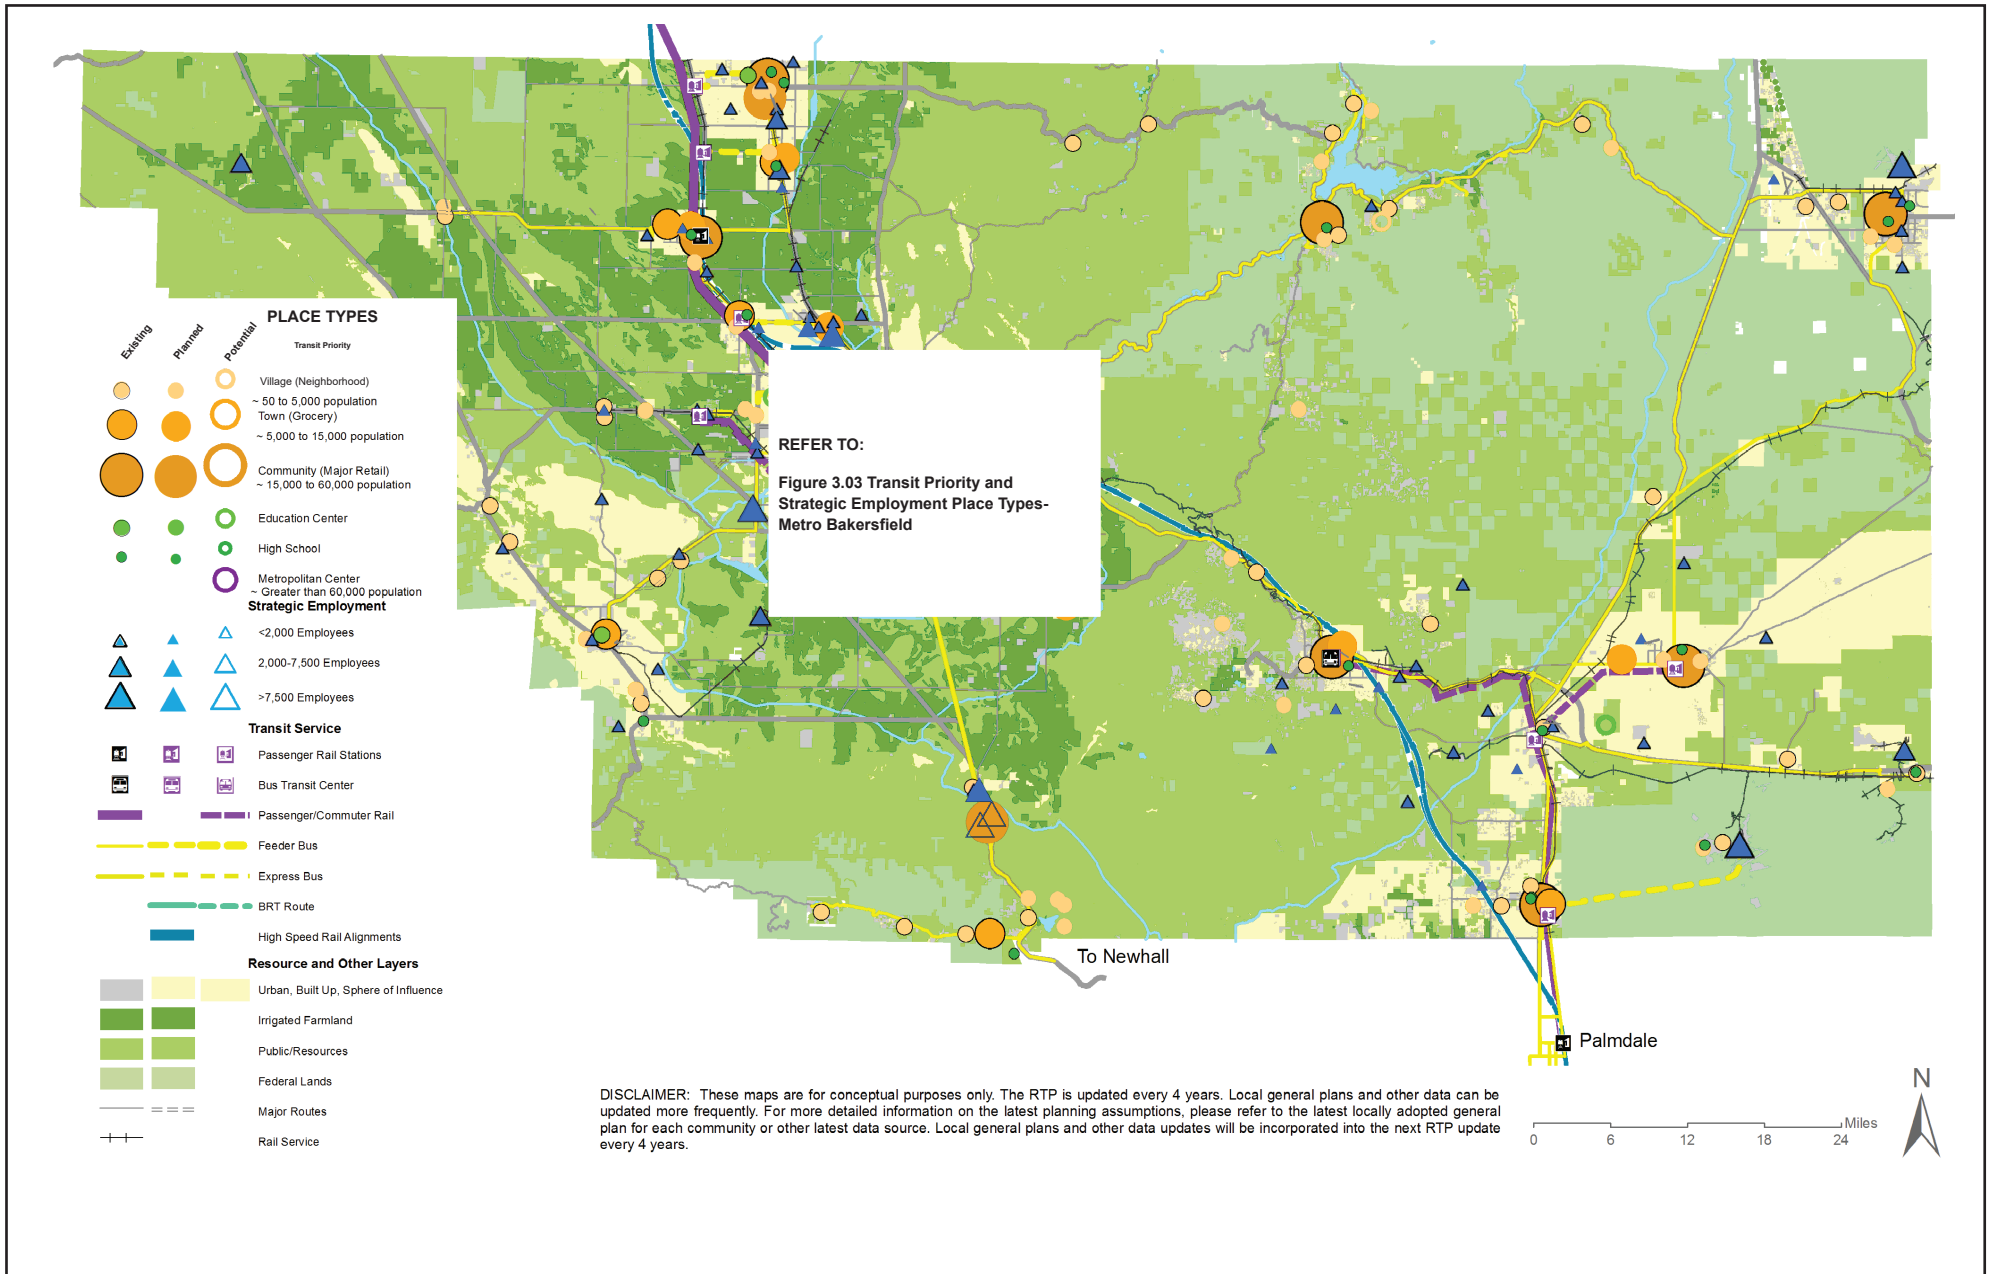 PLACE TYPES
Existing
Planned
Potential
Transit Priority
Village (Neighborhood)
~ 50 to 5,000 population
Town (Grocery)
~ 5,000 to 15,000 population
Community (Major Retail)
~ 15,000 to 60,000 population
Education Center
High School
Metropolitan Center
~ Greater than 60,000 population
Strategic Employment
<2,000 Employees
2,000-7,500 Employees
>7,500 Employees
Transit Service
Passenger Rail Stations
Bus Transit Center
Passenger/Commuter Rail
Feeder Bus
Express Bus
BRT Route
High Speed Rail Alignments
Resource and Other Layers
Urban, Built Up, Sphere of Influence
Irrigated Farmland
Public/Resources
Federal Lands
Major Routes
Rail Service
REFER TO:
Figure 3.03 Transit Priority and
Strategic Employment Place Types-
Metro Bakersfield
To Newhall
Palmdale
DISCLAIMER: These maps are for conceptual purposes only. The RTP is updated every 4 years. Local general plans and other data can be
updated more frequently. For more detailed information on the latest planning assumptions, please refer to the latest locally adopted general
plan for each community or other latest data source. Local general plans and other data updates will be incorporated into the next RTP update
every 4 years.
N
Miles
0 6 12 18 24